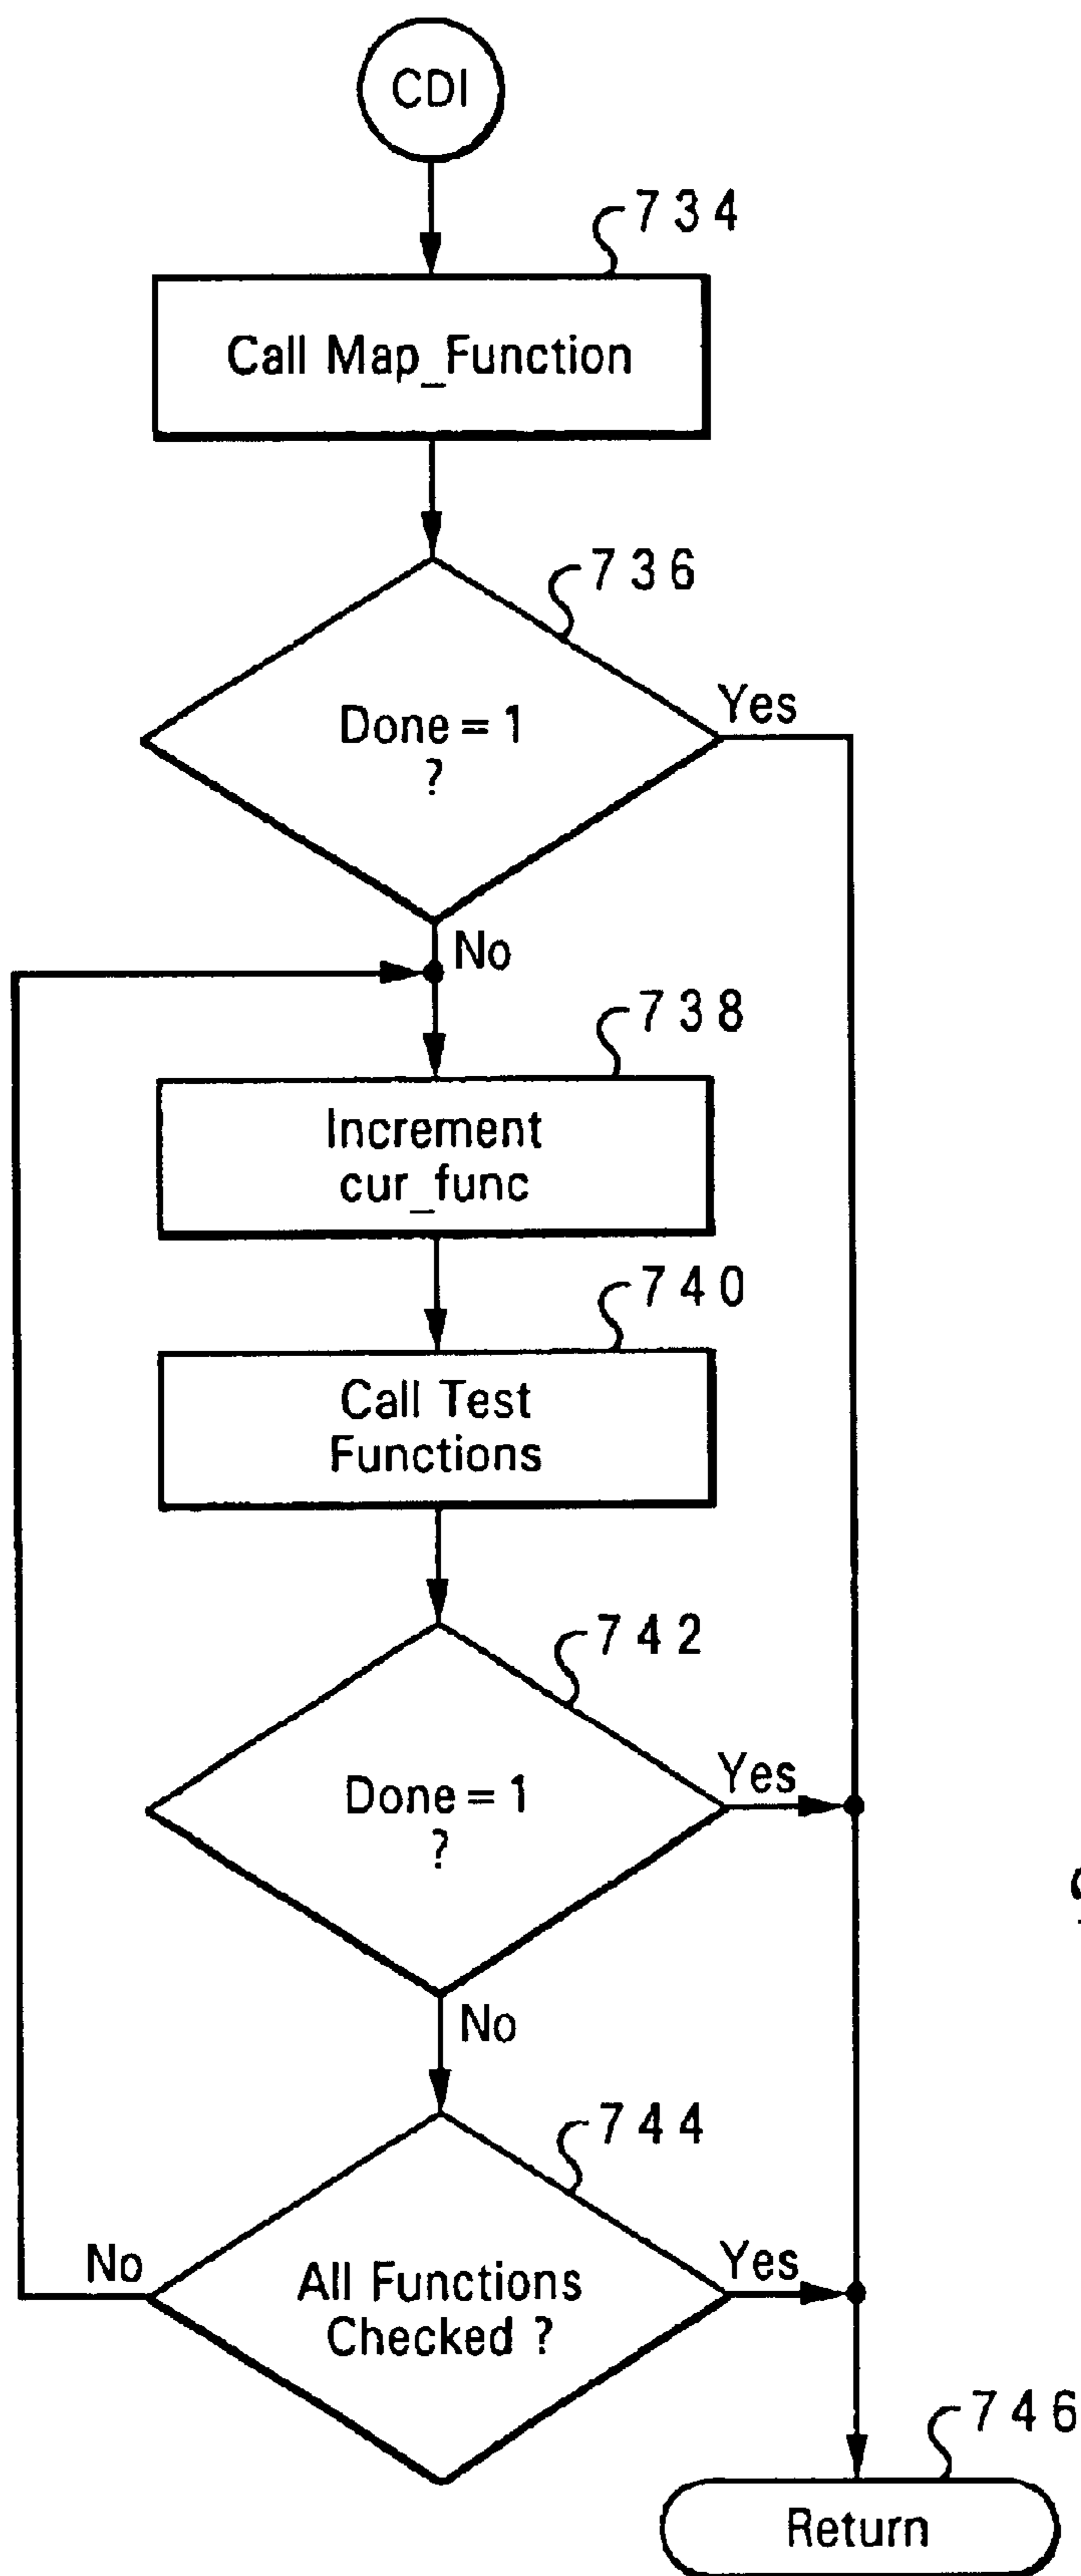 CDI
734
Call Map_Function
736
Done = 1
?
Yes
No
738
Increment
cur_func
740
Call Test
Functions
742
Done = 1
?
Yes
No
744
No
All Functions
Checked ?
Yes
746
Return